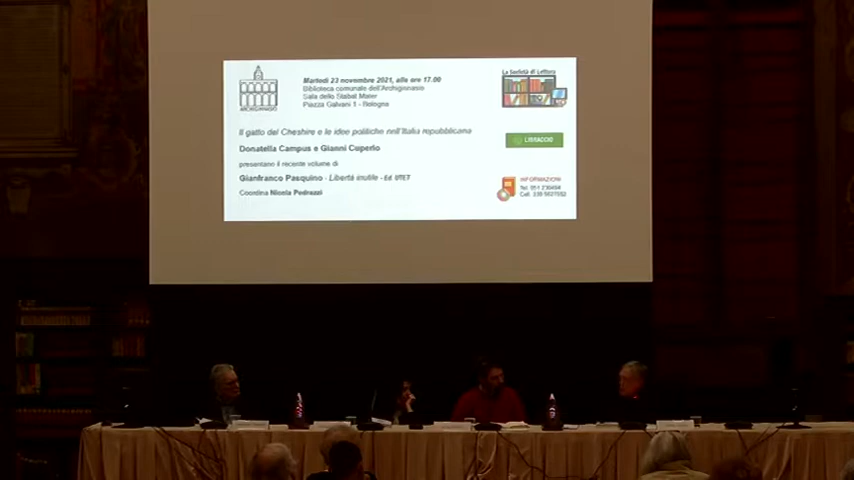 Martedì 23 novembre 2021, alle ore 17.00
Biblioteca comunale dell'Archiginnasio
Sala dello Stabat Mater
Piazza Galvani 1 - Bologna
ARCHIGINNASIO
La Società di Lettura
Il gatto del Cheshire e le idee politiche nell'Italia repubblicana
LIBRACCIO
Donatella Campus e Gianni Cuperlo
presentano il recente volume di
Gianfranco Pasquino - Libertà inutile - Ed. UTET
Coordina Nicola Pedrazzi
INFORMAZIONI